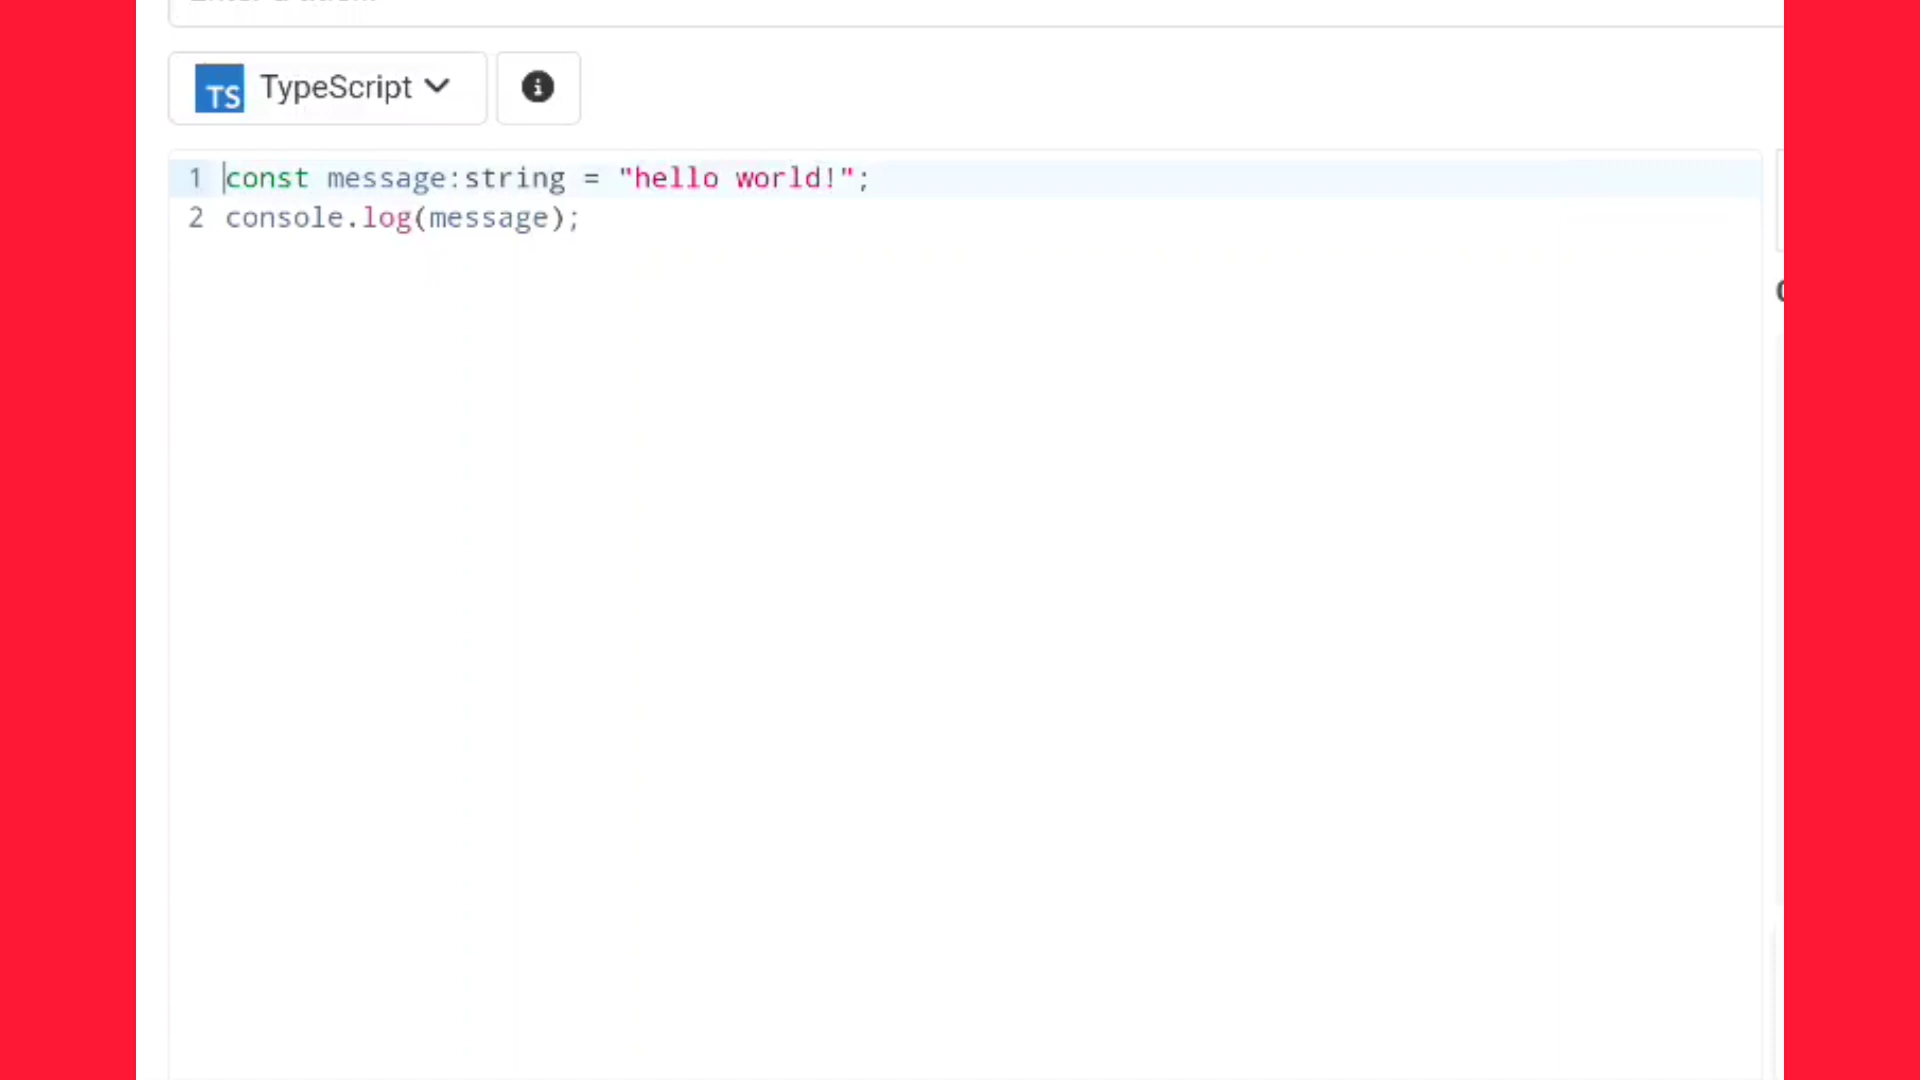 TS TypeScript
1 const message:string = "hello world!";
2 console.log(message);